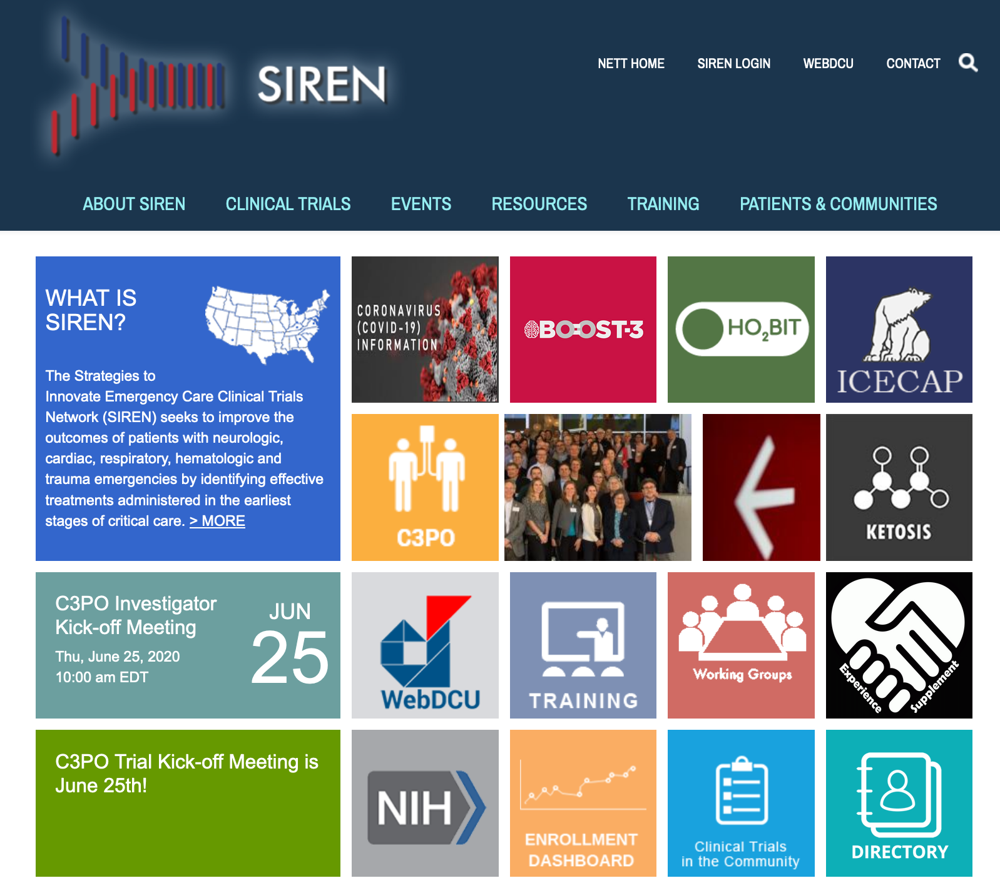 SIREN
NETT HOME
SIREN LOGIN
WEBDCU
CONTACT
ABOUT SIREN
CLINICAL TRIALS
EVENTS
RESOURCES
TRAINING
PATIENTS & COMMUNITIES
WHAT IS
SIREN?
The Strategies to
Innovate Emergency Care Clinical Trials
Network (SIREN) seeks to improve the
outcomes of patients with neurologic,
cardiac, respiratory, hematologic and
trauma emergencies by identifying effective
treatments administered in the earliest
stages of critical care. > MORE
CORONAVIRUS
(COVID-19)
INFORMATION
BOOST-3
HO2BIT
ICECAP
C3PO
KETOSIS
C3PO Investigator
Kick-off Meeting
Thu, June 25, 2020
10:00 am EDT
JUN
25
WebDCU
TRAINING
Working Groups
Experience
Supplement
C3PO Trial Kick-off Meeting is
June 25th!
NIH
ENROLLMENT
DASHBOARD
Clinical Trials
in the Community
DIRECTORY